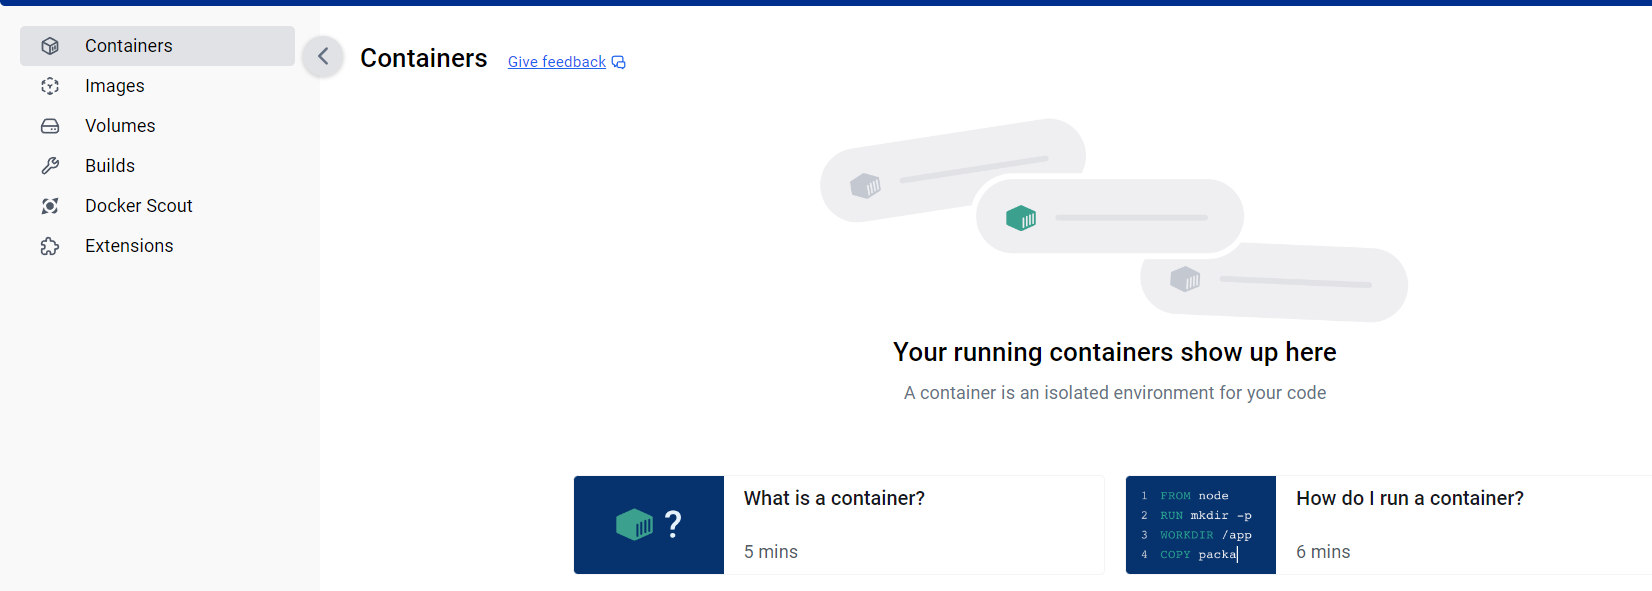 Containers
Images
Volumes
Builds
Docker Scout
Extensions
Containers
Give feedback
Your running containers show up here
A container is an isolated environment for your code
?
What is a container?
5 mins
1 FROM node
2 RUN mkdir -p
3 WORKDIR /app
4 COPY packa
How do I run a container?
6 mins